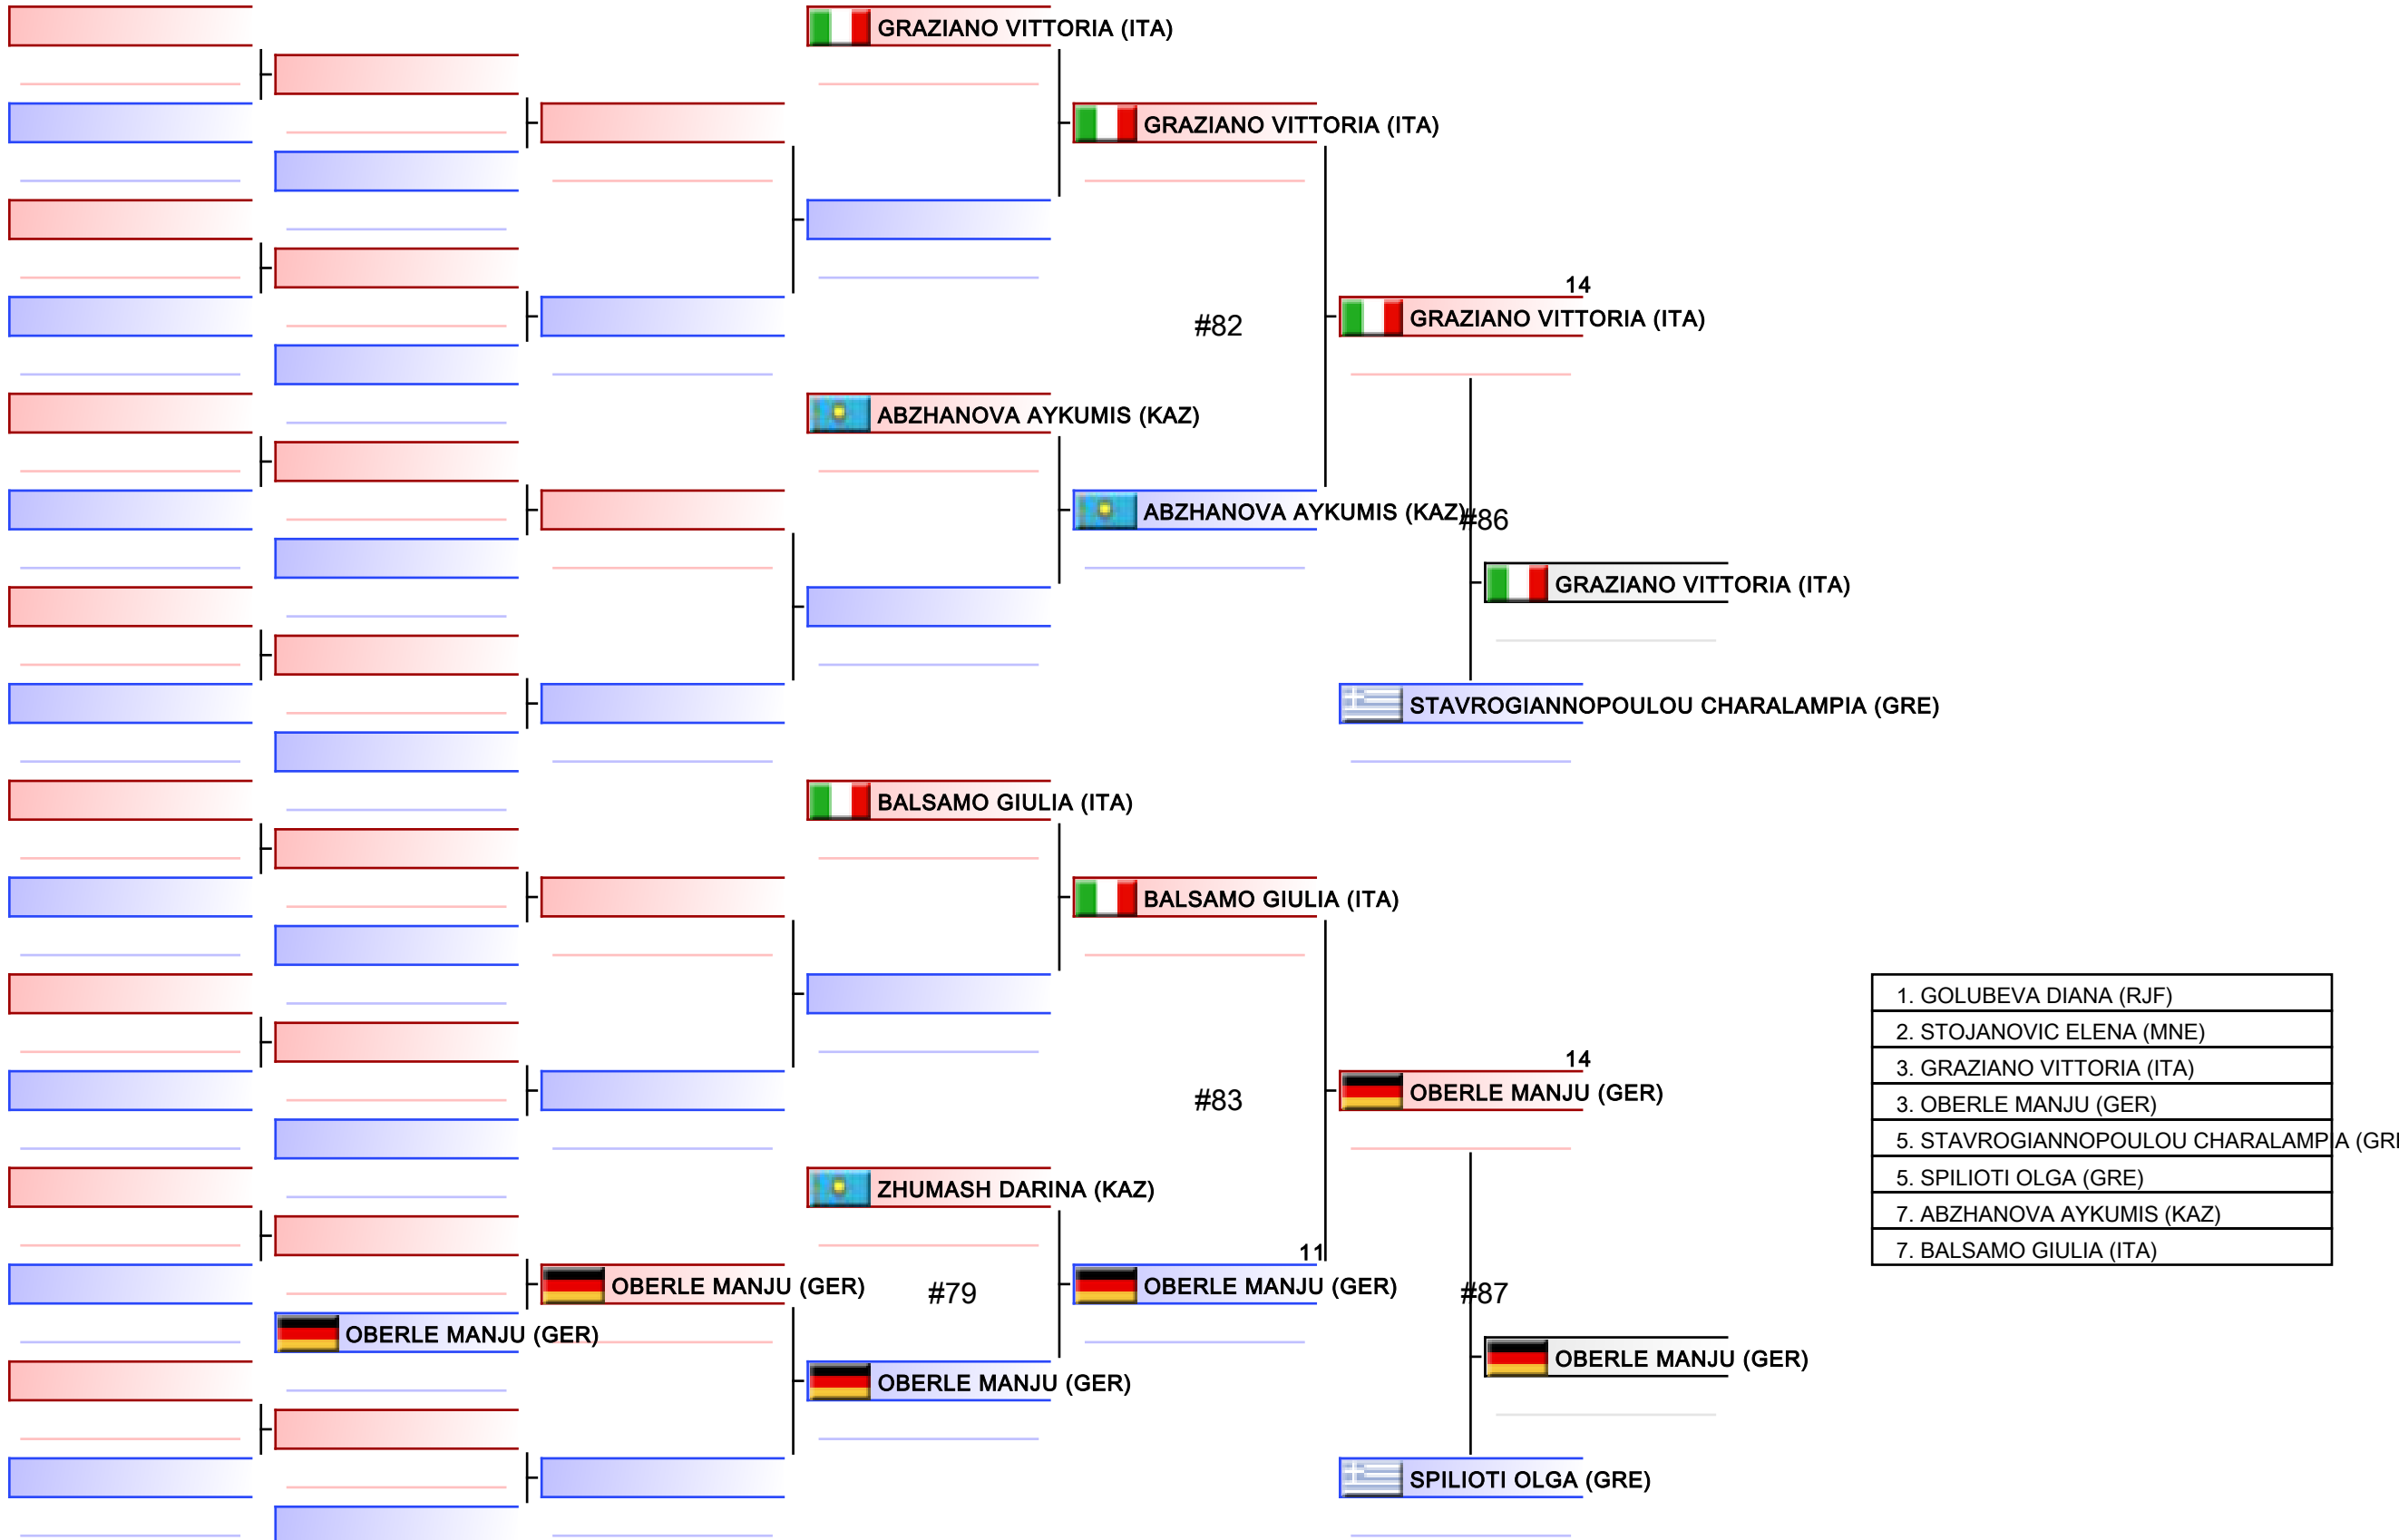 GRAZIANO VITTORIA (ITA)
GRAZIANO VITTORIA (ITA)
14
GRAZIANO VITTORIA (ITA)
#82
ABZHANOVA AYKUMIS (KAZ)
ABZHANOVA AYKUMIS (KAZ)
#86
GRAZIANO VITTORIA (ITA)
STAVROGIANNOPOULOU CHARALAMPIA (GRE)
BALSAMO GIULIA (ITA)
BALSAMO GIULIA (ITA)
14
OBERLE MANJU (GER)
#83
ZHUMASH DARINA (KAZ)
11
OBERLE MANJU (GER)
#79
OBERLE MANJU (GER)
#87
OBERLE MANJU (GER)
OBERLE MANJU (GER)
OBERLE MANJU (GER)
SPILIOTI OLGA (GRE)
1. GOLUBEVA DIANA (RJF)
2. STOJANOVIC ELENA (MNE)
3. GRAZIANO VITTORIA (ITA)
3. OBERLE MANJU (GER)
5. STAVROGIANNOPOULOU CHARALAMPIA (GR
5. SPILIOTI OLGA (GRE)
7. ABZHANOVA AYKUMIS (KAZ)
7. BALSAMO GIULIA (ITA)